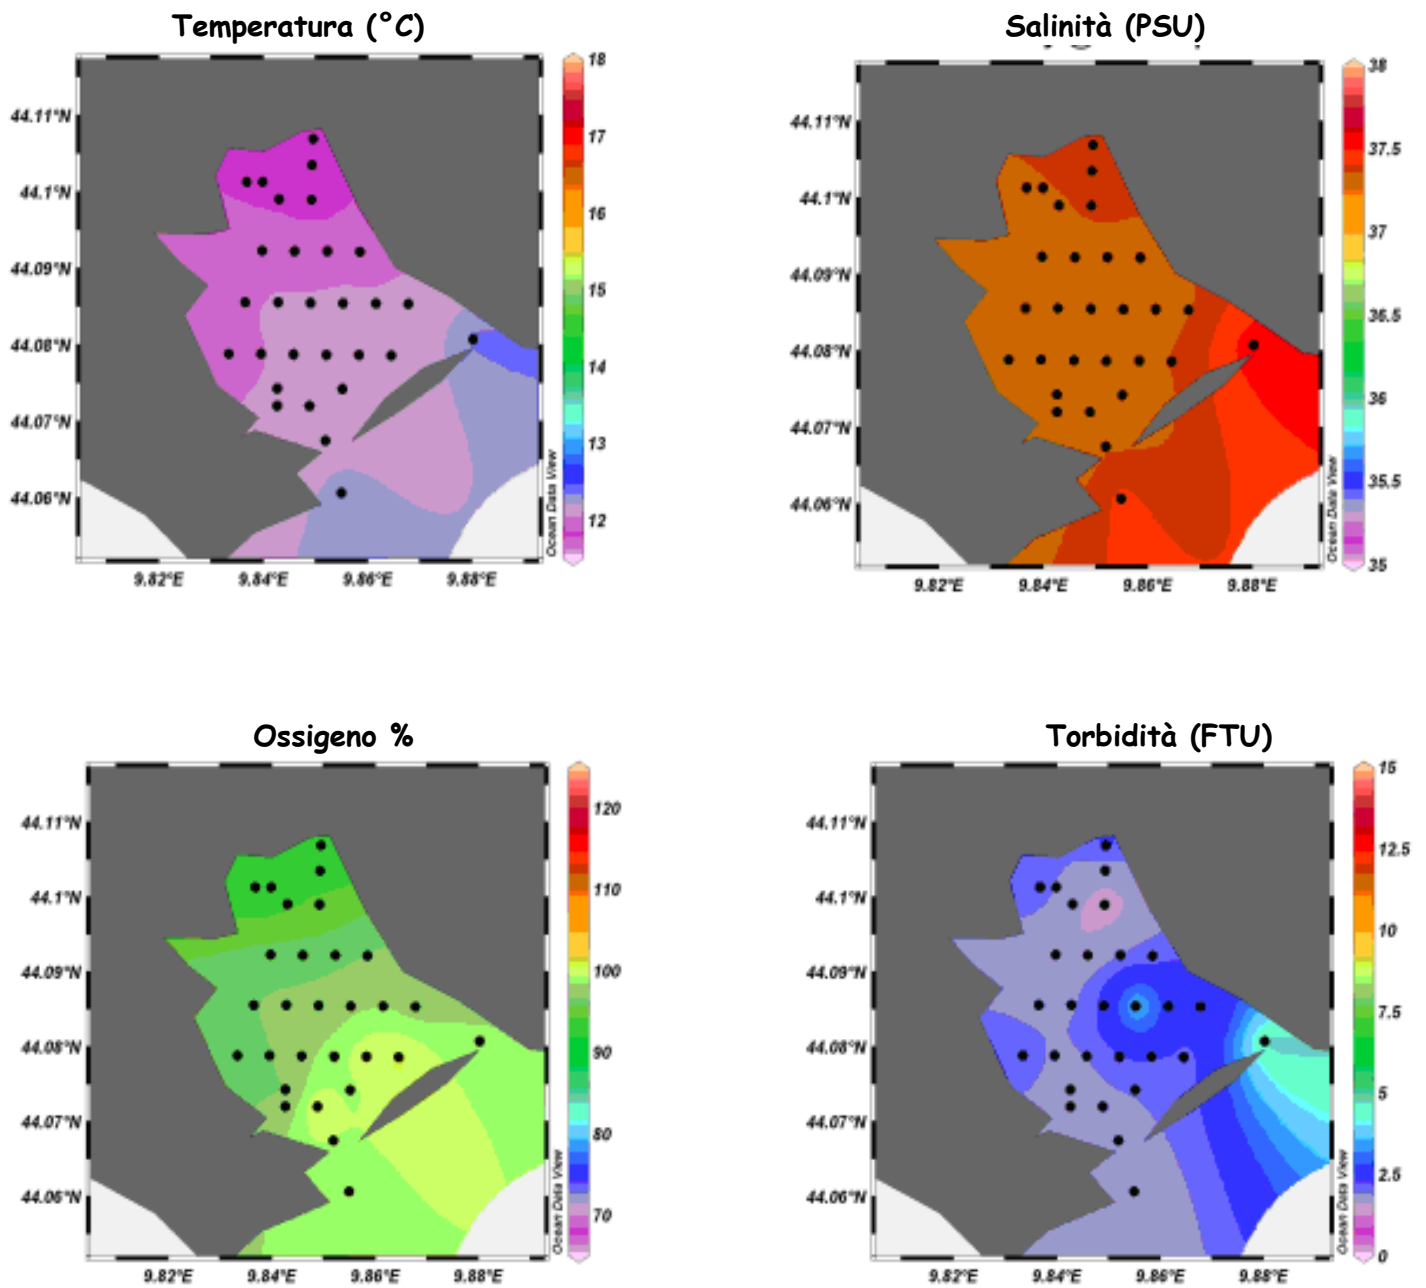 Temperatura (°C)
18
17
16
15
14
13
12
44.11°N
44.1°N
44.09°N
44.08°N
44.07°N
44.06°N
9.82°E 9.84°E 9.86°E 9.88°E
Ocean Data View
Salinità (PSU)
38
37.5
37
36.5
36
35.5
35
44.11°N
44.1°N
44.09°N
44.08°N
44.07°N
44.06°N
9.82°E 9.84°E 9.86°E 9.88°E
Ocean Data View
Ossigeno %
120
110
100
90
80
70
44.11°N
44.1°N
44.09°N
44.08°N
44.07°N
44.06°N
9.82°E 9.84°E 9.86°E 9.88°E
Ocean Data View
Torbidità (FTU)
15
12.5
10
7.5
5
2.5
0
44.11°N
44.1°N
44.09°N
44.08°N
44.07°N
44.06°N
9.82°E 9.84°E 9.86°E 9.88°E
Ocean Data View